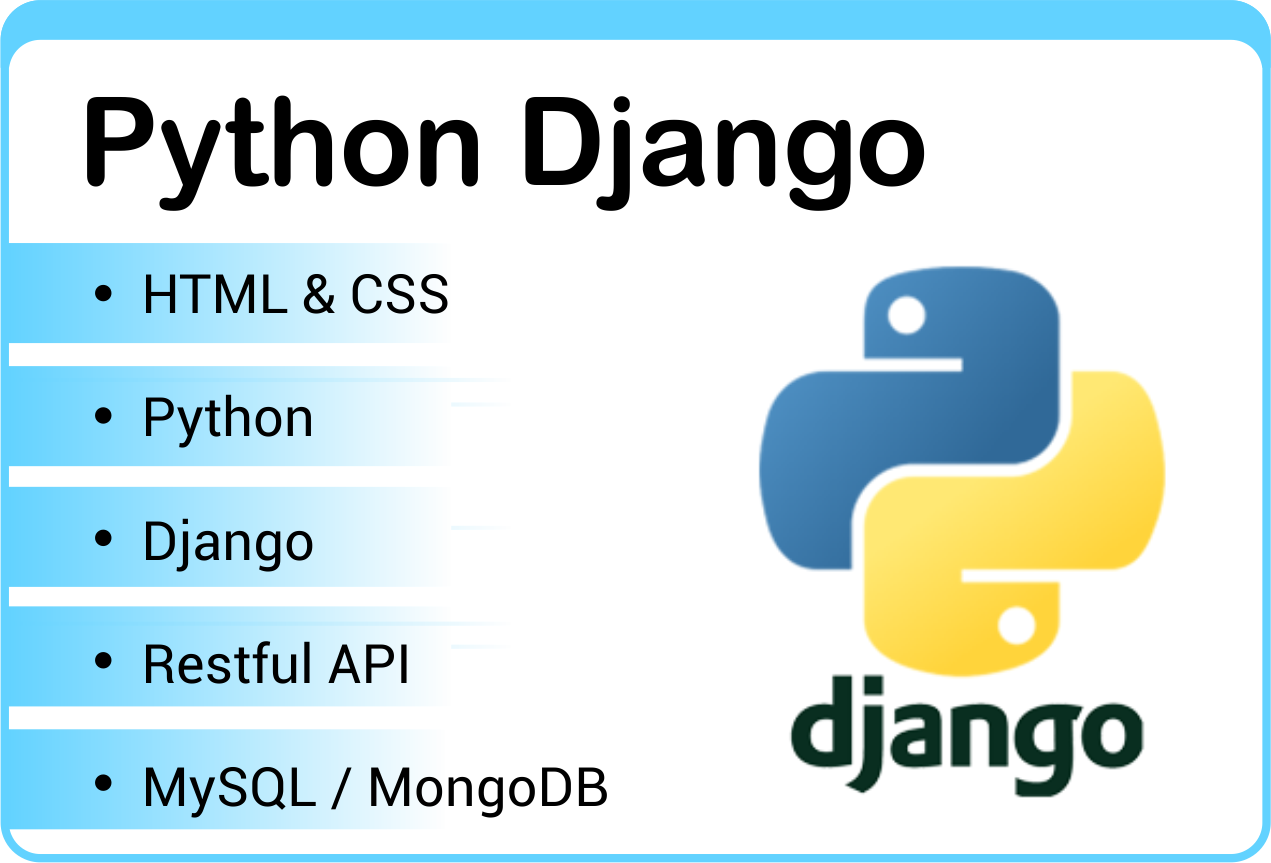 Python Django
• HTML & CSS
• Python
• Django
• Restful API
• MySQL / MongoDB
django